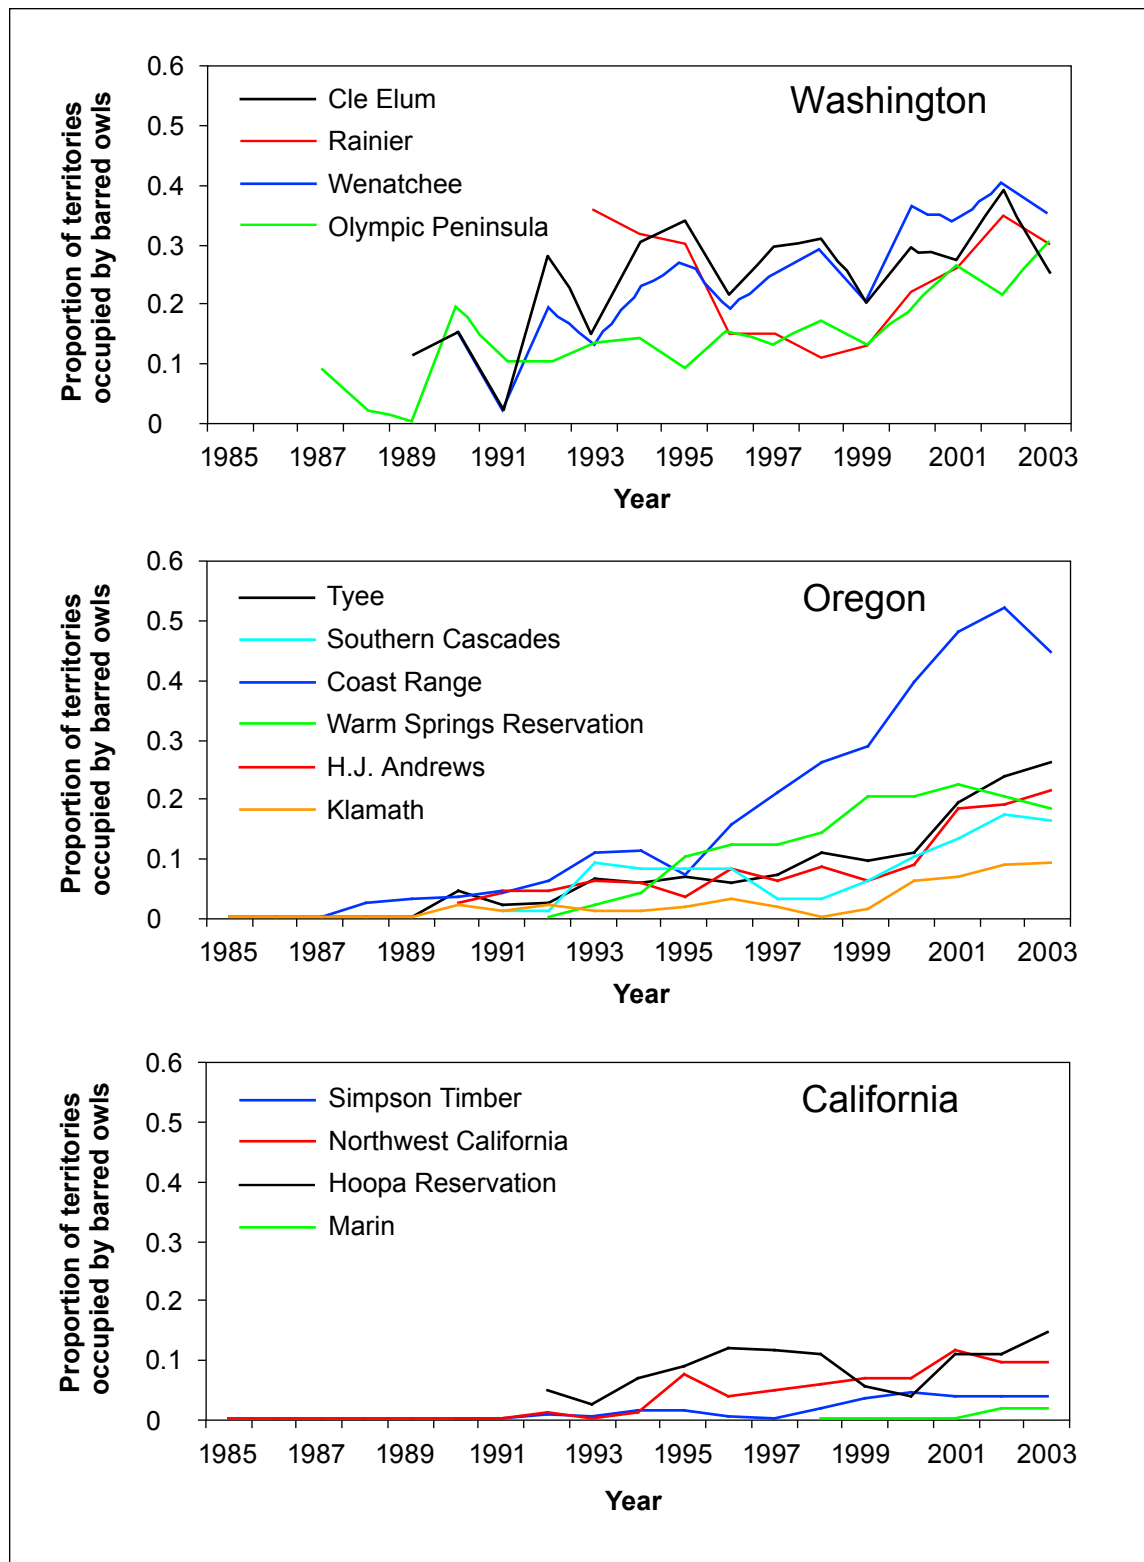 Proportion of territories
occupied by barred owls
0.6
0.5
0.4
0.3
0.2
0.1
0
Washington
Cle Elum
Rainier
Wenatchee
Olympic Peninsula
1985 1987 1989 1991 1993 1995 1997 1999 2001 2003
Year
Proportion of territories
occupied by barred owls
0.6
0.5
0.4
0.3
0.2
0.1
0
Oregon
Tyee
Southern Cascades
Coast Range
Warm Springs Reservation
H.J. Andrews
Klamath
1985 1987 1989 1991 1993 1995 1997 1999 2001 2003
Year
Proportion of territories
occupied by barred owls
0.6
0.5
0.4
0.3
0.2
0.1
0
California
Simpson Timber
Northwest California
Hoopa Reservation
Marin
1985 1987 1989 1991 1993 1995 1997 1999 2001 2003
Year